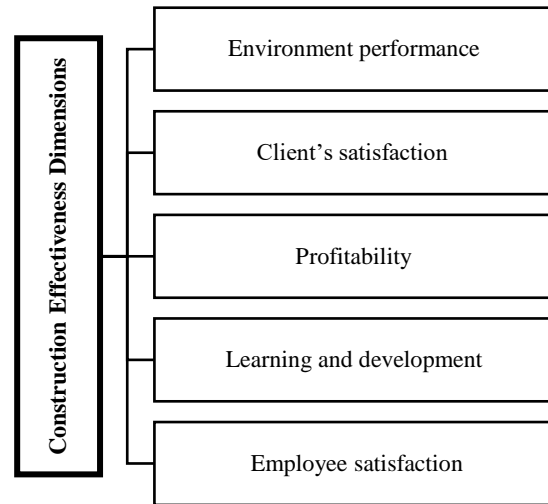 Construction Effectiveness Dimensions
Environment performance
Client’s satisfaction
Profitability
Learning and development
Employee satisfaction